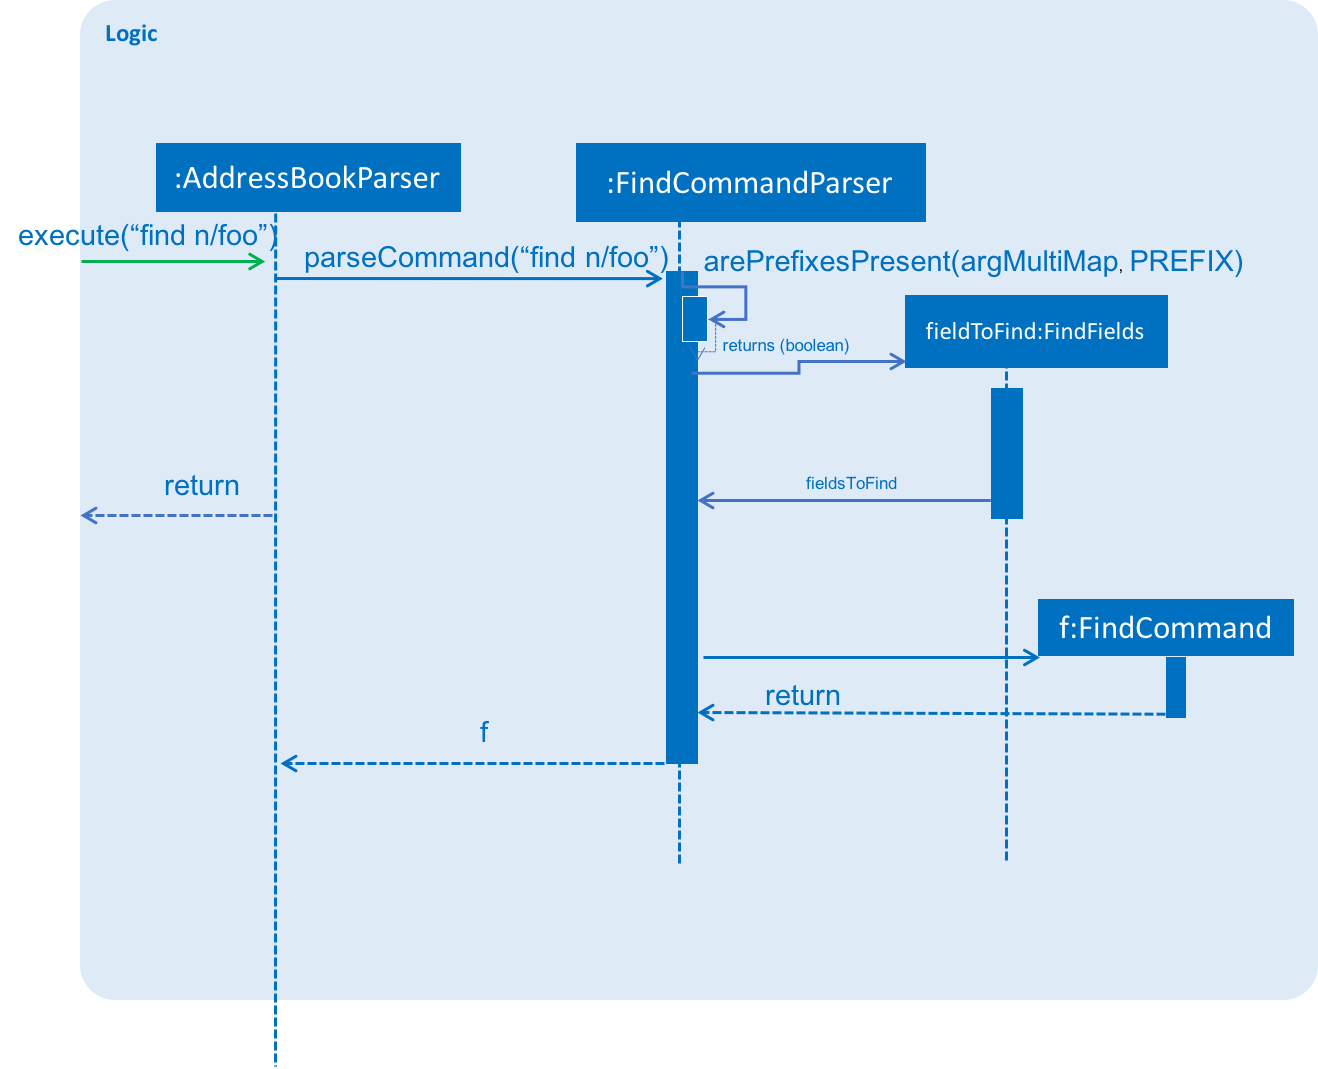 Logic
:AddressBookParser
:FindCommandParser
execute(“find n/foo”)
parseCommand(“find n/foo”)
arePrefixesPresent(argMultiMap, PREFIX)
fieldToFind:FindFields
returns (boolean)
return
fieldsToFind
f:FindCommand
return
f